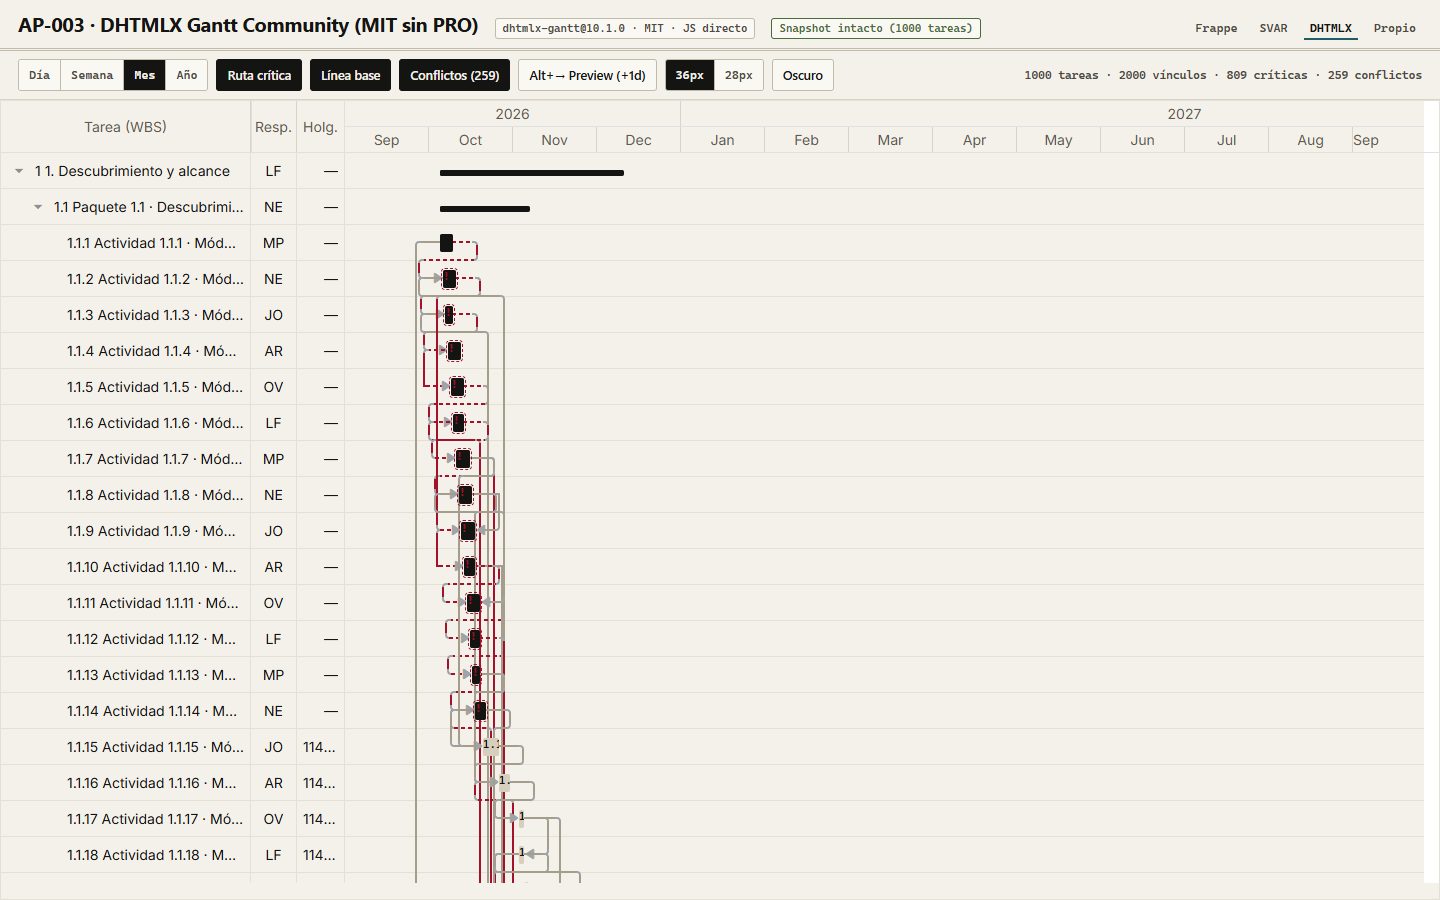 AP-003 · DHTMLX Gantt Community (MIT sin PRO) dhtmlx-gantt@10.1.0 · MIT · JS directo Snapshot intacto (1000 tareas) Frappe SVAR DHTMLX Propio
Día Semana Mes Año Ruta crítica Línea base Conflictos (259) Alt+→ Preview (+1d) 36px 28px Oscuro 1000 tareas · 2000 vínculos · 809 críticas · 259 conflictos
Tarea (WBS) Resp. Holg.
2026 2027
Sep Oct Nov Dec Jan Feb Mar Apr May Jun Jul Aug Sep
1 1. Descubrimiento y alcance LF —
1.1 Paquete 1.1 · Descubrimi... NE —
1.1.1 Actividad 1.1.1 · Mód... MP —
1.1.2 Actividad 1.1.2 · Mód... NE —
1.1.3 Actividad 1.1.3 · Mód... JO —
1.1.4 Actividad 1.1.4 · Mó... AR —
1.1.5 Actividad 1.1.5 · Mód... OV —
1.1.6 Actividad 1.1.6 · Mód... LF —
1.1.7 Actividad 1.1.7 · Mód... MP —
1.1.8 Actividad 1.1.8 · Mód... NE —
1.1.9 Actividad 1.1.9 · Mód... JO —
1.1.10 Actividad 1.1.10 · M... AR —
1.1.11 Actividad 1.1.11 · Mó... OV —
1.1.12 Actividad 1.1.12 · M... LF —
1.1.13 Actividad 1.1.13 · M... MP —
1.1.14 Actividad 1.1.14 · M... NE —
1.1.15 Actividad 1.1.15 · Mó... JO 114...
1.1.16 Actividad 1.1.16 · M... AR 114... 1.
1.1.17 Actividad 1.1.17 · Mó... OV 114... 1
1.1.18 Actividad 1.1.18 · M... LF 114... 1